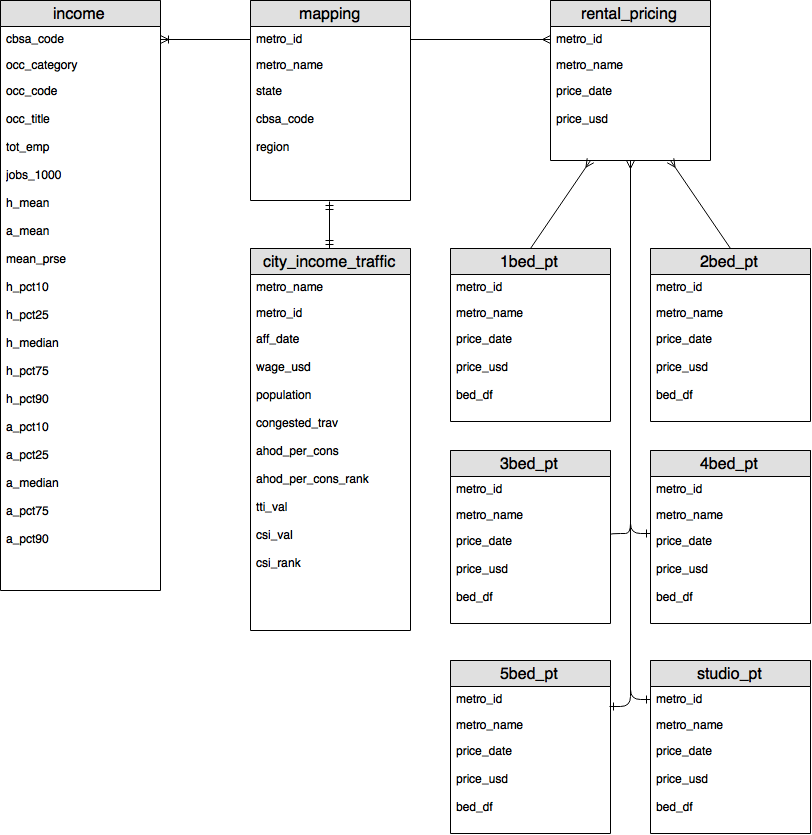 income
cbsa_code
occ_category
occ_code
occ_title
tot_emp
jobs_1000
h_mean
a_mean
mean_prse
h_pct10
h_pct25
h_median
h_pct75
h_pct90
a_pct10
a_pct25
a_median
a_pct75
a_pct90
mapping
metro_id
metro_name
state
cbsa_code
region
city_income_traffic
metro_name
metro_id
aff_date
wage_usd
population
congested_trav
ahod_per_cons
ahod_per_cons_rank
tti_val
csi_val
csi_rank
rental_pricing
metro_id
metro_name
price_date
price_usd
1bed_pt
metro_id
metro_name
price_date
price_usd
bed_df
2bed_pt
metro_id
metro_name
price_date
price_usd
bed_df
3bed_pt
metro_id
metro_name
price_date
price_usd
bed_df
4bed_pt
metro_id
metro_name
price_date
price_usd
bed_df
5bed_pt
metro_id
metro_name
price_date
price_usd
bed_df
studio_pt
metro_id
metro_name
price_date
price_usd
bed_df